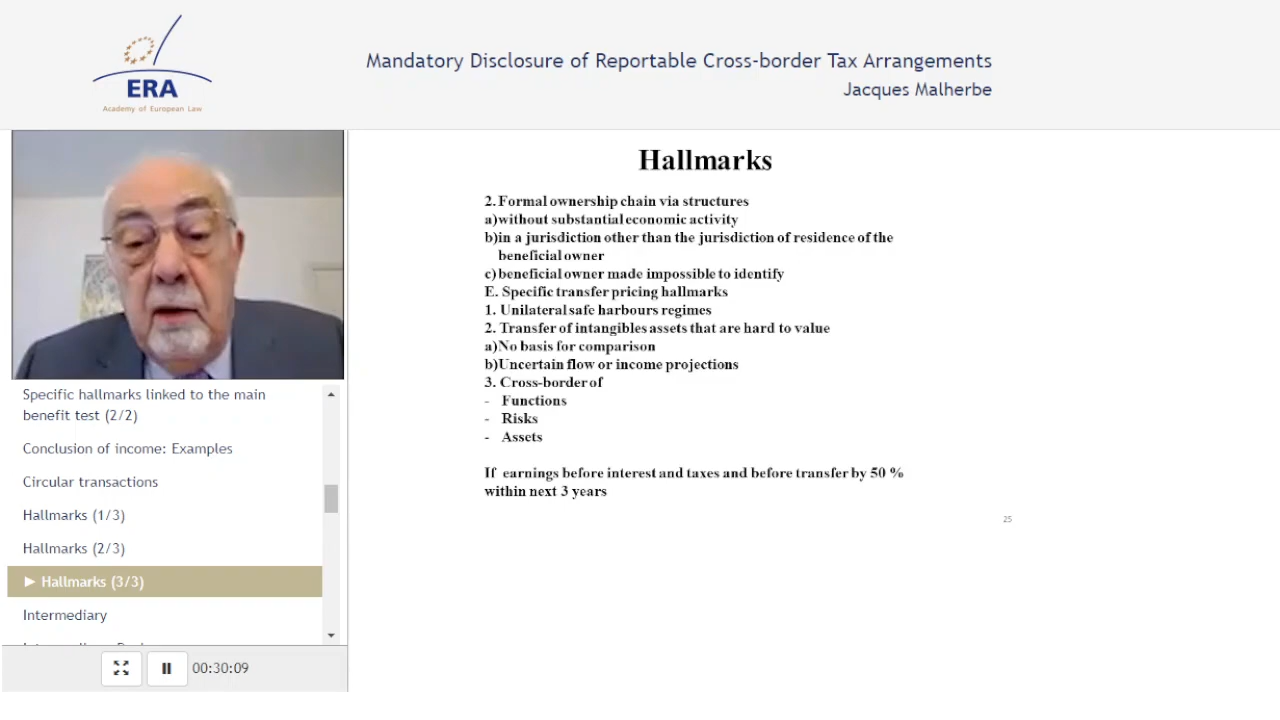 ERA
Academy of European Law
Mandatory Disclosure of Reportable Cross-border Tax Arrangements
Jacques Malherbe
Specific hallmarks linked to the main
benefit test (2/2)
Conclusion of income: Examples
Circular transactions
Hallmarks (1/3)
Hallmarks (2/3)
► Hallmarks (3/3)
Intermediary
00:30:09
Hallmarks
2. Formal ownership chain via structures
a)without substantial economic activity
b)in a jurisdiction other than the jurisdiction of residence of the
beneficial owner
c) beneficial owner made impossible to identify
E. Specific transfer pricing hallmarks
1. Unilateral safe harbours regimes
2. Transfer of intangibles assets that are hard to value
a)No basis for comparison
b)Uncertain flow or income projections
3. Cross-border of
- Functions
- Risks
- Assets
If earnings before interest and taxes and before transfer by 50 %
within next 3 years
25